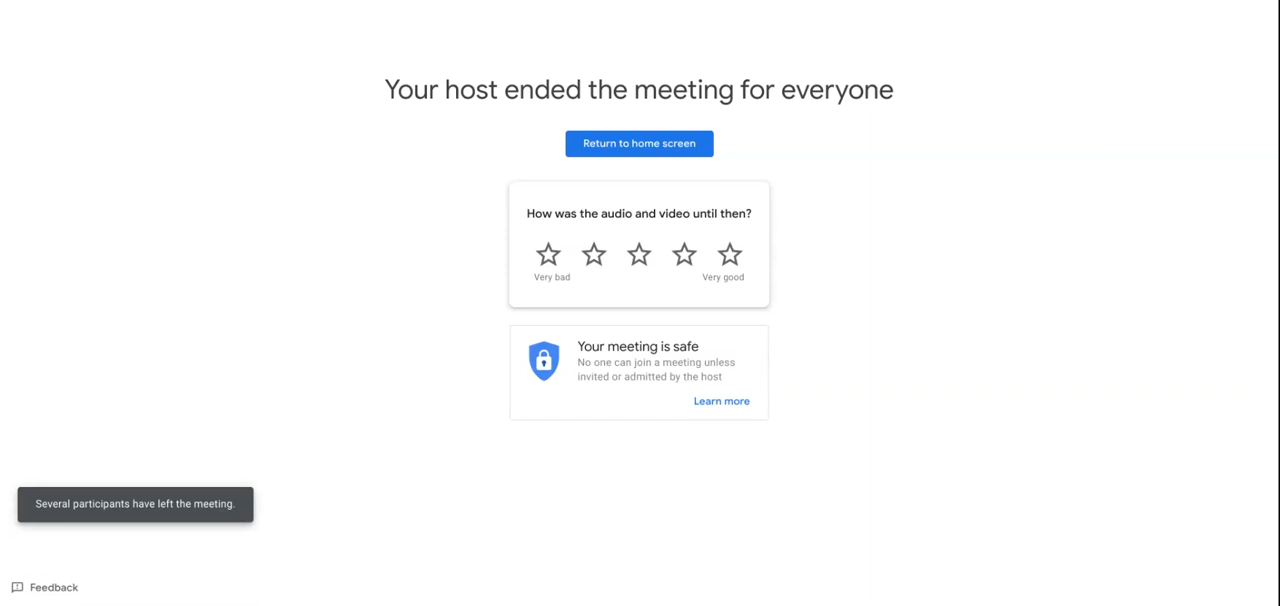 Your host ended the meeting for everyone
Return to home screen
How was the audio and video until then?
Very bad
Very good
Your meeting is safe
No one can join a meeting unless
invited or admitted by the host
Learn more
Several participants have left the meeting.
Feedback